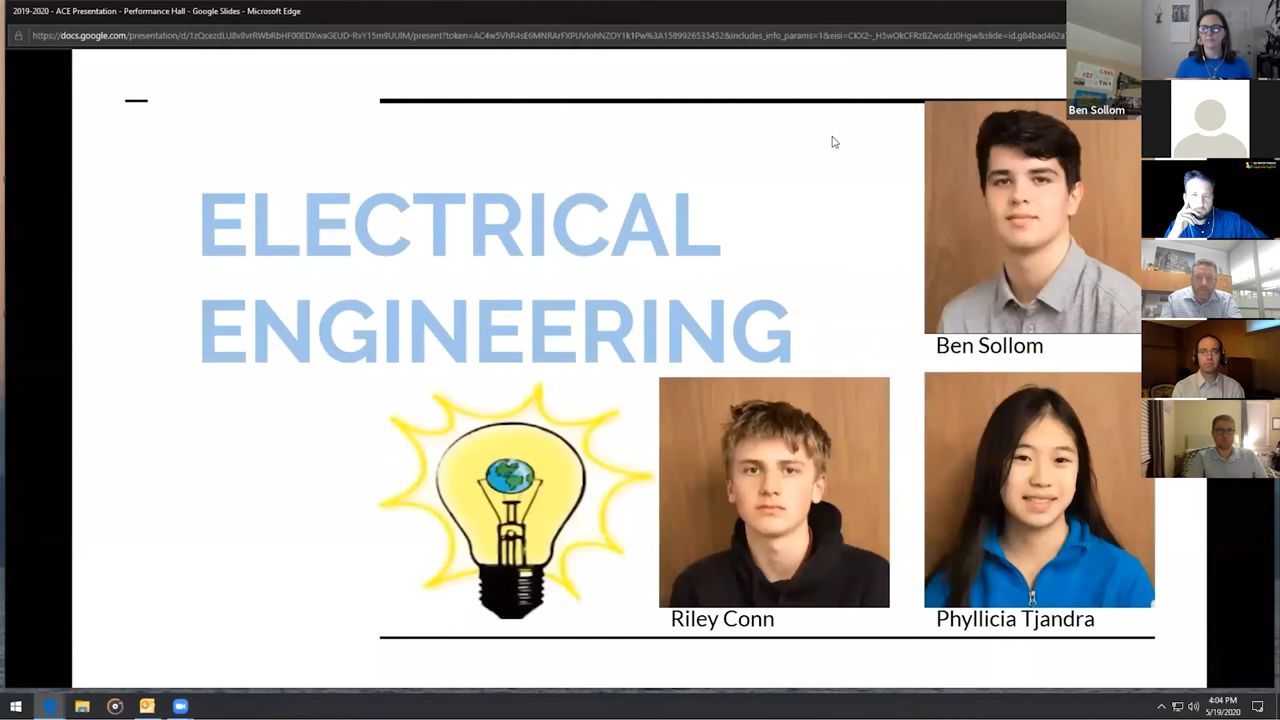 2019-2020 - ACE Presentation - Performance Hall - Google Slides - Microsoft Edge
Ben Sollom
ELECTRICAL
ENGINEERING
Ben Sollom
Riley Conn
Phyllicia Tjandra
4:04 PM
5/19/2020